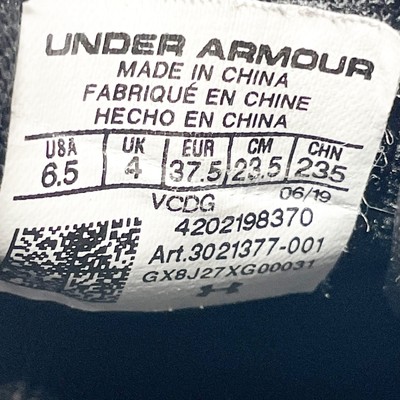 UNDER ARMOUR
MADE IN CHINA
FABRIQUÉ EN CHINE
HECHO EN CHINA
USA UK EUR CM CHN
6.5 4 37.5 23.5 235
06/19
VCDG
4202198370
Art.3021377-001
GX8J27XG00031